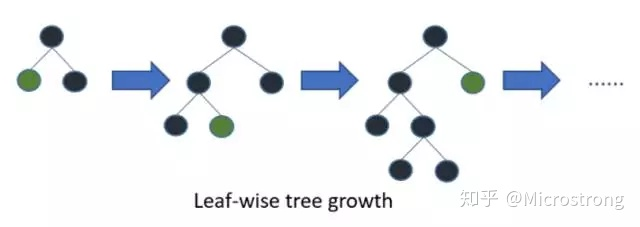 ......
Leaf-wise tree growth
知乎 @Microstrong